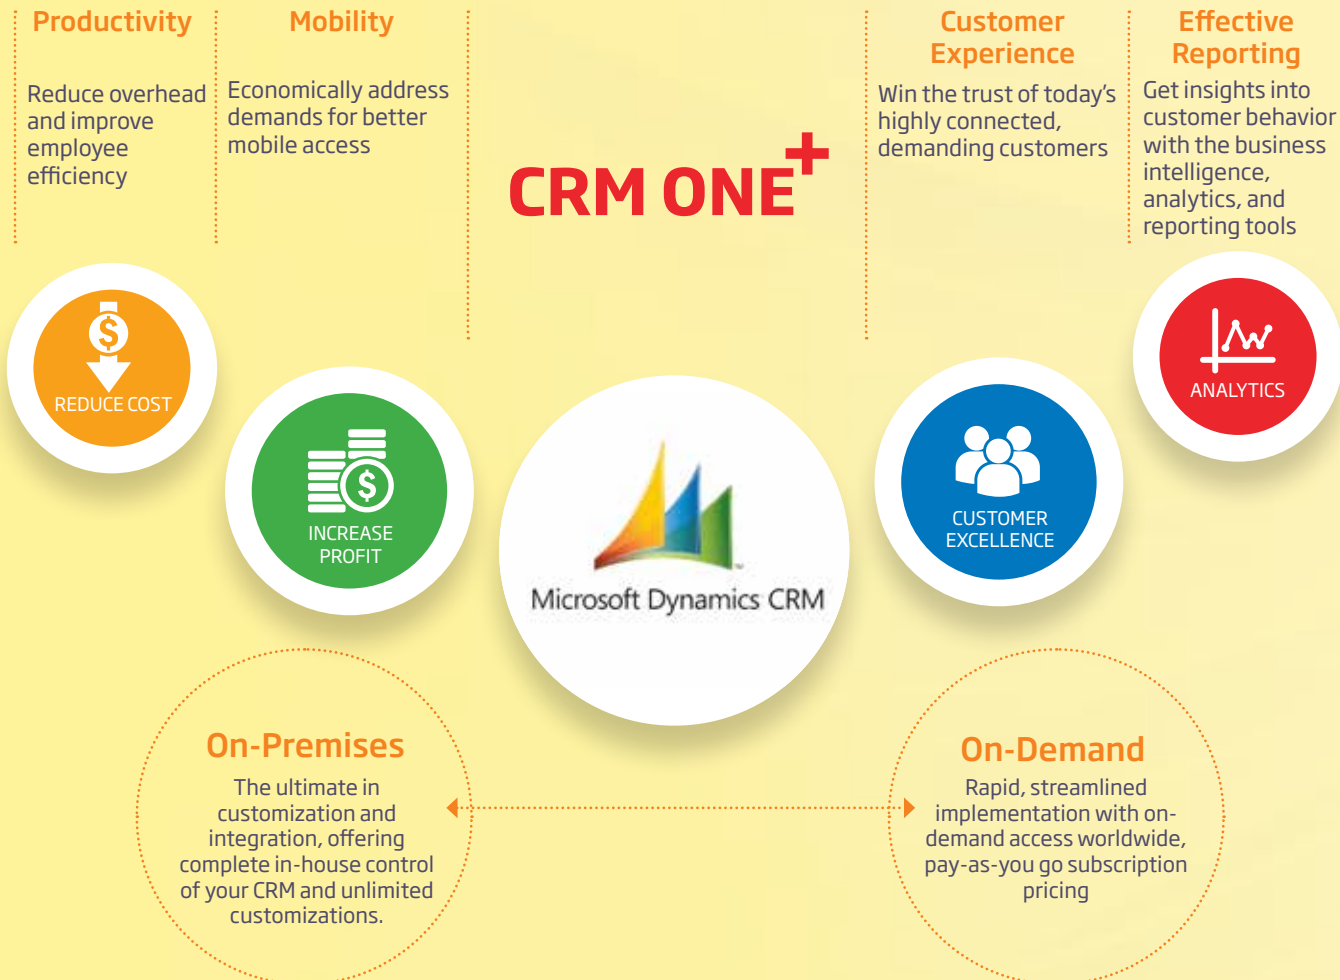 Productivity
Reduce overhead
and improve
employee
efficiency
Mobility
Economically address
demands for better
mobile access
CRM ONE+
Customer
Experience
Win the trust of today's
highly connected,
demanding customers
Effective
Reporting
Get insights into
customer behavior
with the business
intelligence,
analytics, and
reporting tools
$
REDUCE COST
$
INCREASE
PROFIT
Microsoft Dynamics CRM
CUSTOMER
EXCELLENCE
ANALYTICS
On-Premises
The ultimate in
customization and
integration, offering
complete in-house control
of your CRM and unlimited
customizations.
On-Demand
Rapid, streamlined
implementation with on-
demand access worldwide,
pay-as-you go subscription
pricing